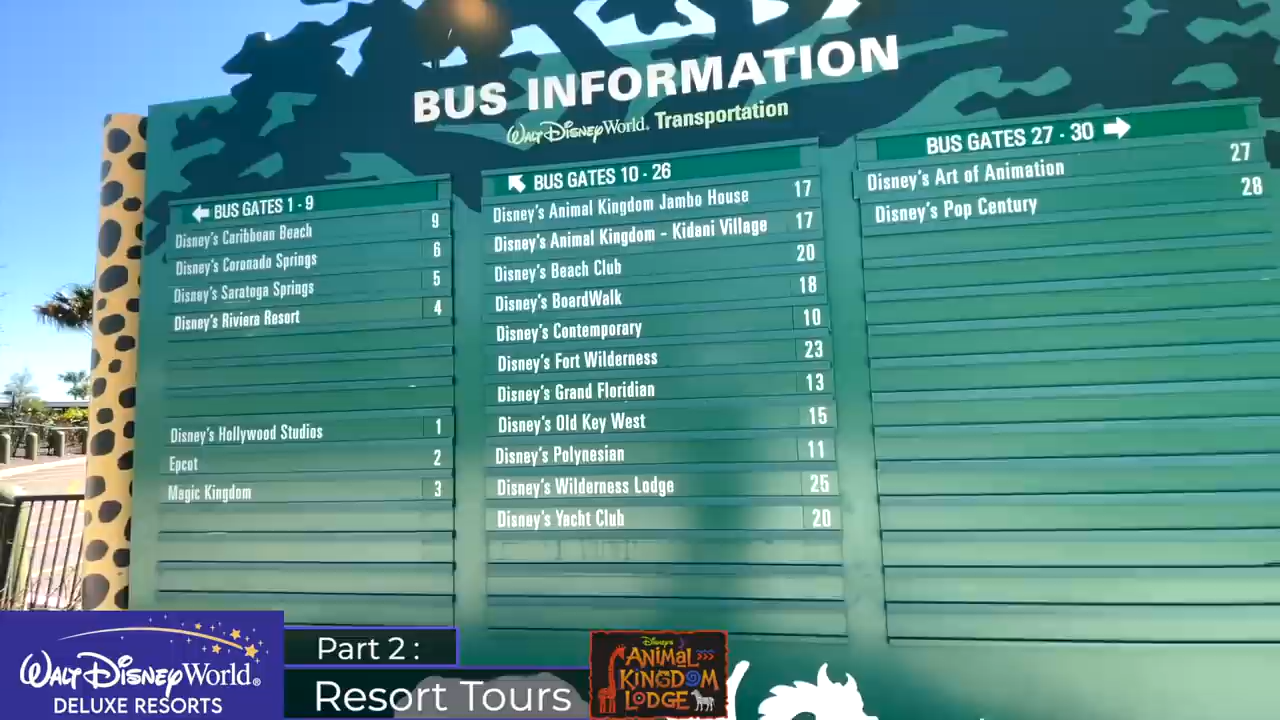 BUS INFORMATION
WALT DISNEY World. Transportation
BUS GATES 1 - 9
Disney's Caribbean Beach 9
Disney's Coronado Springs 6
Disney's Saratoga Springs 5
Disney's Riviera Resort 4
Disney's Hollywood Studios 1
Epcot 2
Magic Kingdom 3
BUS GATES 10 - 26
Disney's Animal Kingdom Jambo House 17
Disney's Animal Kingdom - Kidani Village 17
Disney's Beach Club 20
Disney's BoardWalk 18
Disney's Contemporary 10
Disney's Fort Wilderness 23
Disney's Grand Floridian 13
Disney's Old Key West 15
Disney's Polynesian 11
Disney's Wilderness Lodge 25
Disney's Yacht Club 20
BUS GATES 27 - 30
Disney's Art of Animation 27
Disney's Pop Century 28
WALT DISNEY World.
DELUXE RESORTS
Part 2 :
Resort Tours
Disney's
ANIMAL
KINGDOM
LODGE